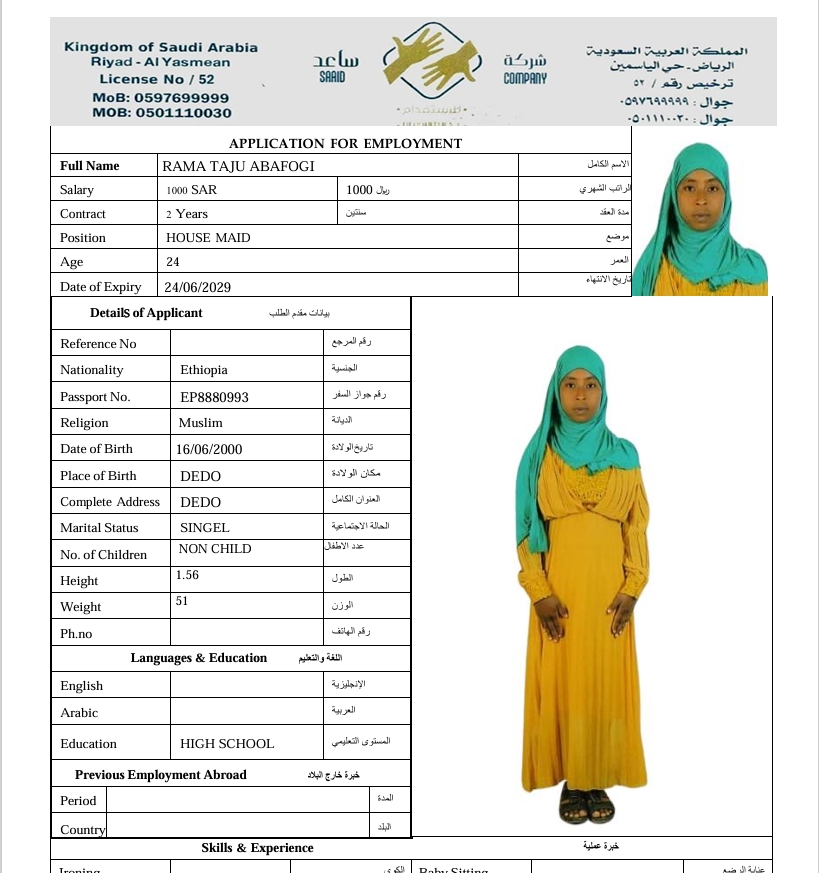 Kingdom of Saudi Arabia
Riyadh - Al Yasmean
License No / 52
MoB: 0597699999
MOB: 0501110030
ساعد
SAAID
شركة
COMPANY
للاستقدام
المملكة العربية السعودية
الرياض - حي الياسمين
ترخيص رقم / ٥٢
جوال : ٠٥٩٧٦٩٩٩٩٩
جوال : ٠٥٠١١١٠٠٣٠
APPLICATION FOR EMPLOYMENT
Full Name RAMA TAJU ABAFOGI الاسم الكامل
Salary 1000 SAR 1000 ريال الراتب الشهري
Contract 2 Years سنتين مدة العقد
Position HOUSE MAID موضع
Age 24 العمر
Date of Expiry 24/06/2029 تاريخ الانتهاء
Details of Applicant بيانات مقدم الطلب
Reference No رقم المرجع
Nationality Ethiopia الجنسية
Passport No. EP8880993 رقم جواز السفر
Religion Muslim الديانة
Date of Birth 16/06/2000 تاريخ الولادة
Place of Birth DEDO مكان الولادة
Complete Address DEDO العنوان الكامل
Marital Status SINGEL الحالة الاجتماعية
No. of Children NON CHILD عدد الاطفال
Height 1.56 الطول
Weight 51 الوزن
Ph.no رقم الهاتف
Languages & Education اللغة والتعليم
English الإنجليزية
Arabic العربية
Education HIGH SCHOOL المستوى التعليمي
Previous Employment Abroad خبرة خارج البلاد
Period المدة
Country البلد
Skills & Experience خبرة عملية
Ironing الكوي Baby Sitting عناية الرضيع